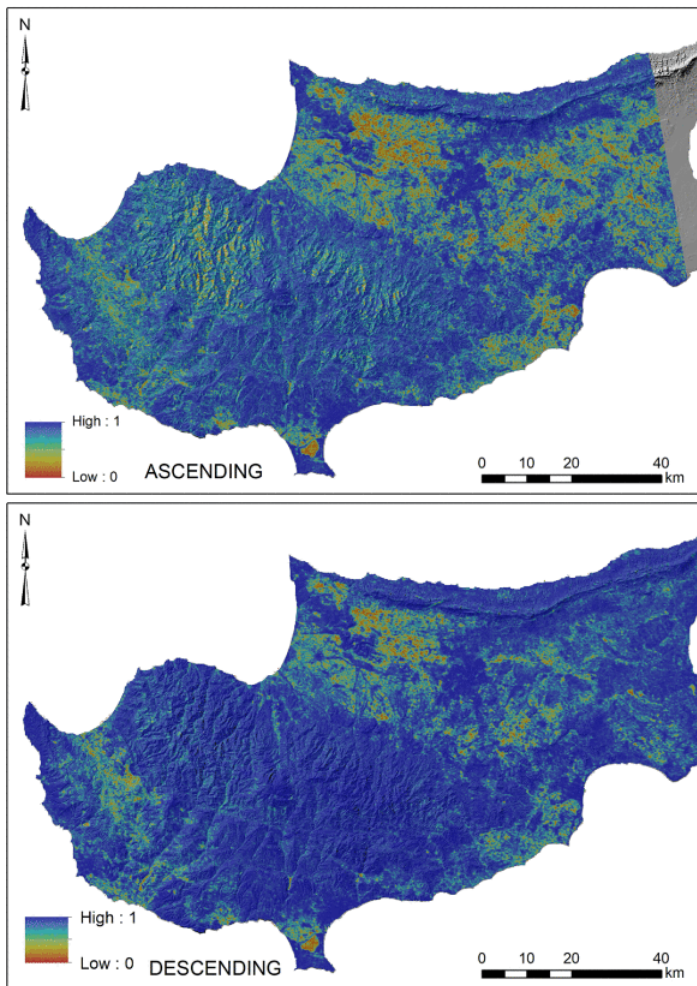 N
High : 1
Low : 0
ASCENDING
0 10 20 40
km
N
High : 1
Low : 0
DESCENDING
0 10 20 40
km